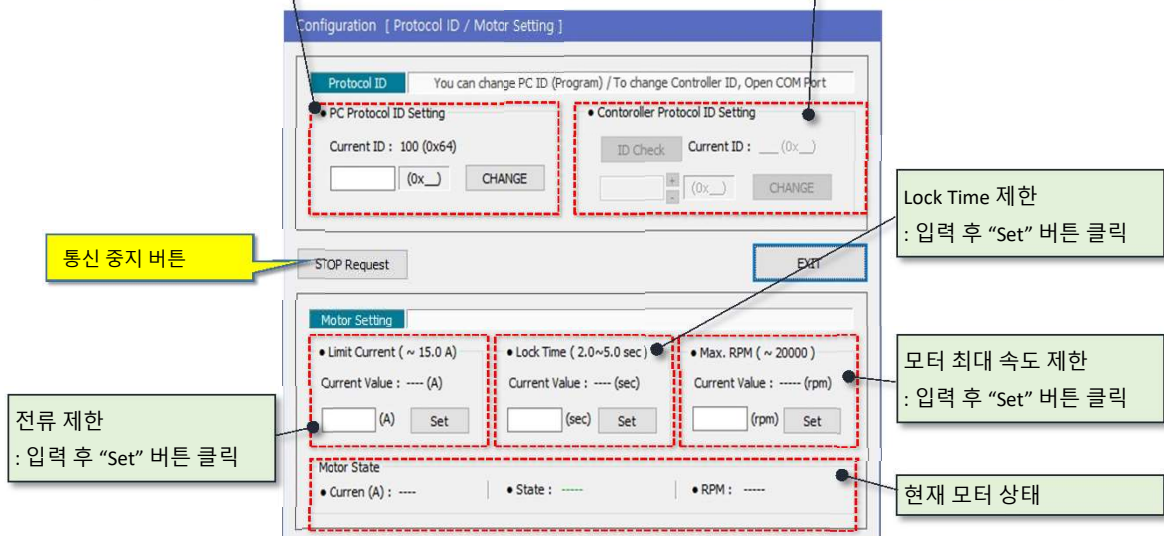 Configuration [ Protocol ID / Motor Setting ]
Protocol ID You can change PC ID (Program) / To change Controller ID, Open COM Port
• PC Protocol ID Setting
Current ID : 100 (0x64)
(0x__) CHANGE
• Contoroller Protocol ID Setting
ID Check Current ID : ___ (0x__)
+
-
(0x__) CHANGE
Lock Time 제한
: 입력 후 “Set” 버튼 클릭
통신 중지 버튼
STOP Request
EXIT
Motor Setting
• Limit Current ( ~ 15.0 A)
Current Value : ---- (A)
(A) Set
• Lock Time ( 2.0~5.0 sec )
Current Value : ---- (sec)
(sec) Set
• Max. RPM ( ~ 20000 )
Current Value : ----- (rpm)
(rpm) Set
모터 최대 속도 제한
: 입력 후 “Set” 버튼 클릭
전류 제한
: 입력 후 “Set” 버튼 클릭
Motor State
• Curren (A) : ----
• State : -----
• RPM : -----
현재 모터 상태